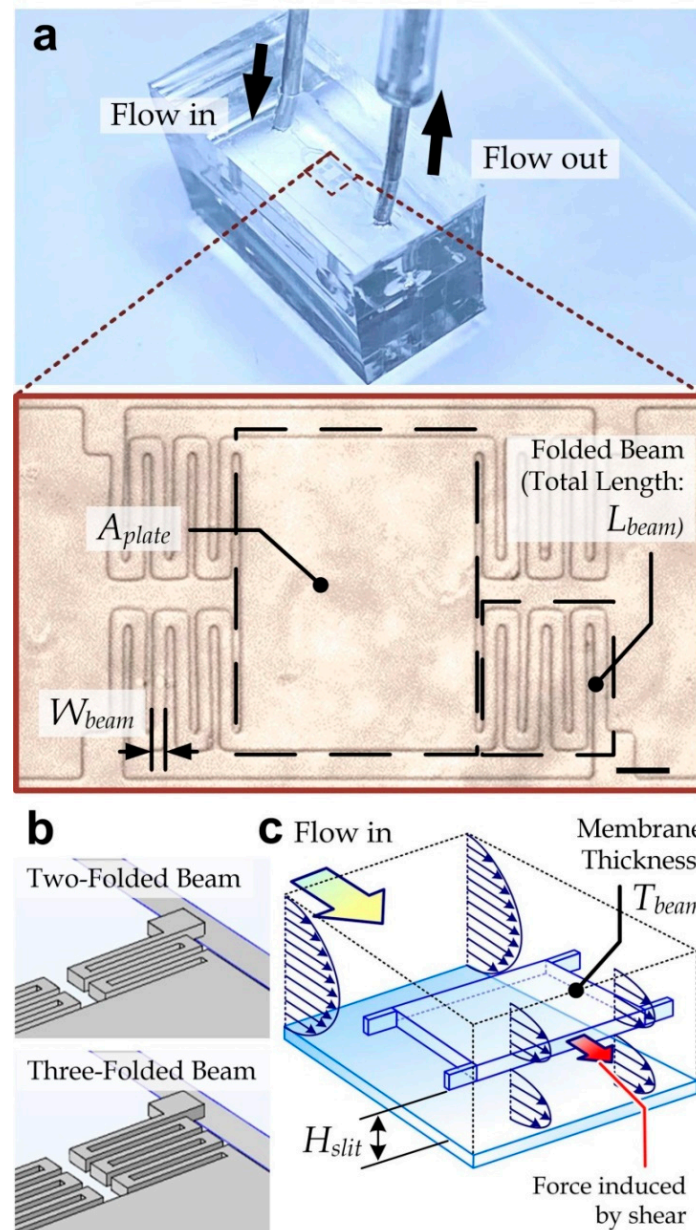 a
Flow in
Flow out
Folded Beam
(Total Length:
L_beam)
A_plate
W_beam
b
Two-Folded Beam
Three-Folded Beam
c
Flow in
Membrane
Thickness
T_beam
H_slit
Force induced
by shear